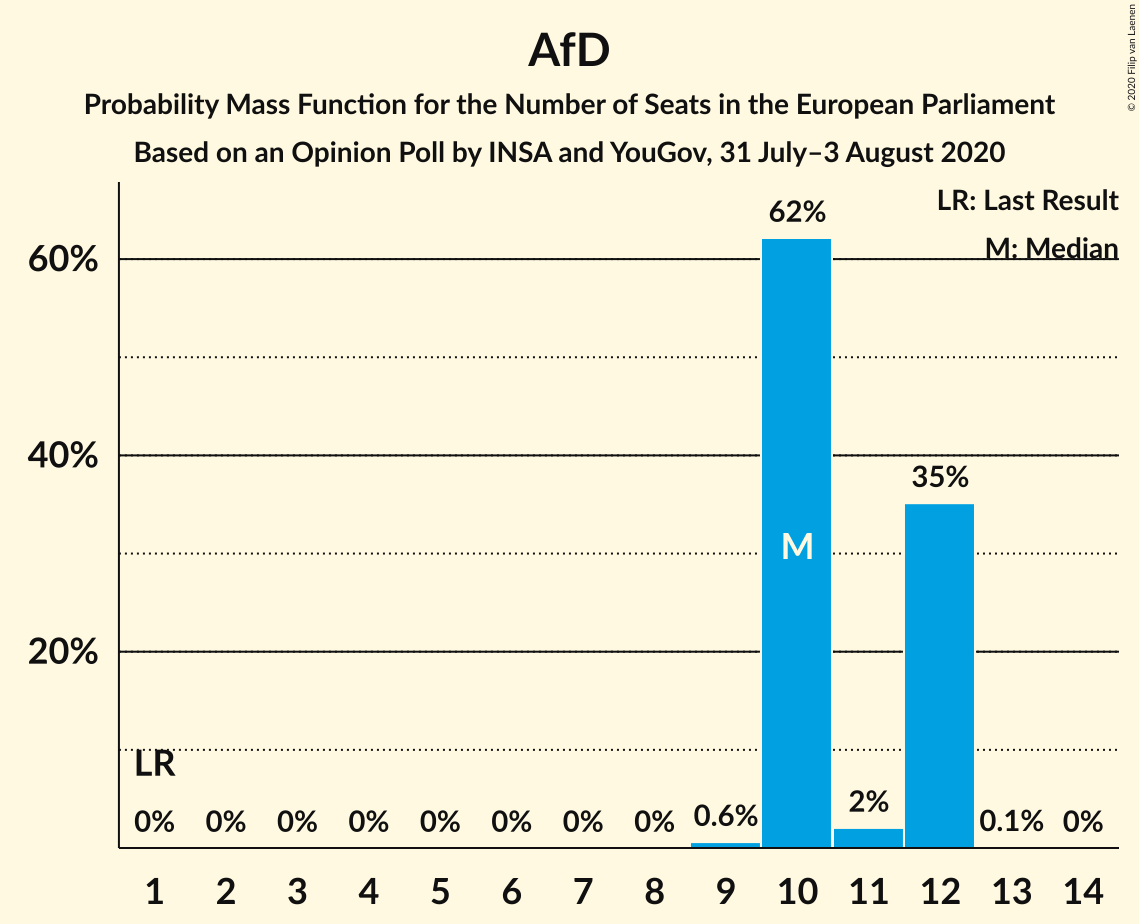 AfD
Probability Mass Function for the Number of Seats in the European Parliament
Based on an Opinion Poll by INSA and YouGov, 31 July–3 August 2020
© 2020 Filip van Laenen
LR: Last Result
M: Median
62%
60%
40%
35%
M
20%
LR
0% 0% 0% 0% 0% 0% 0% 0% 0.6% 2% 0.1% 0%
1 2 3 4 5 6 7 8 9 10 11 12 13 14